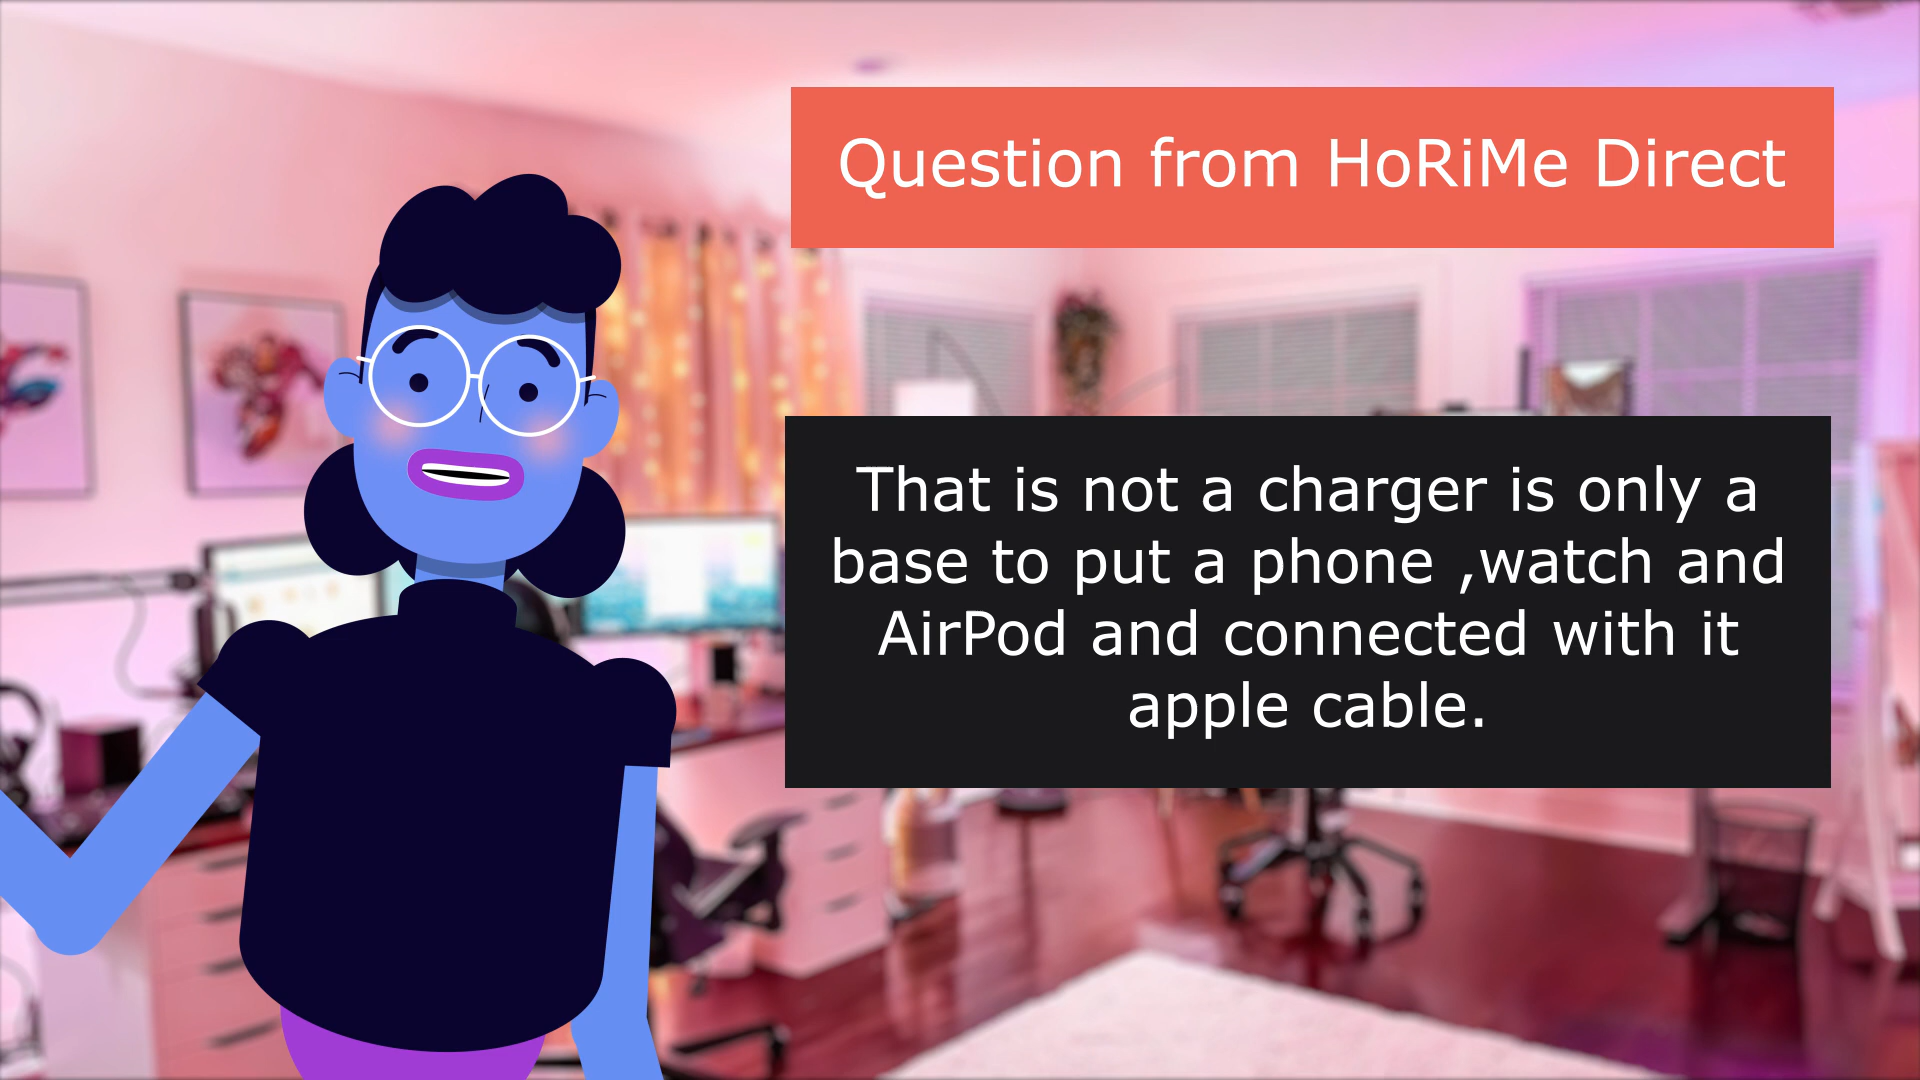 Question from HoRiMe Direct
That is not a charger is only a
base to put a phone ,watch and
AirPod and connected with it
apple cable.